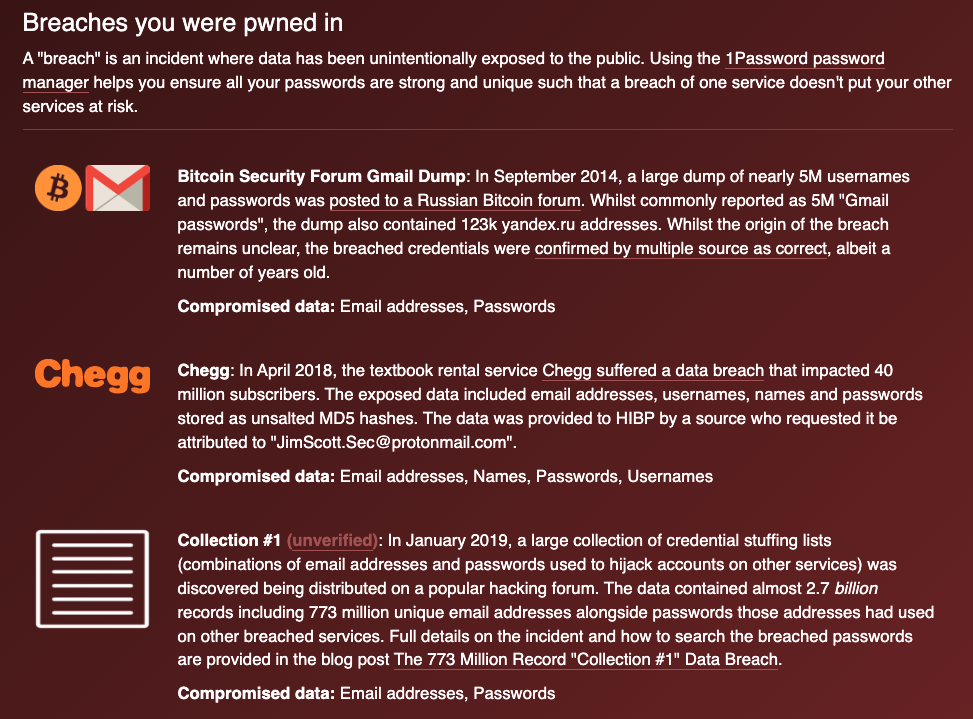 Breaches you were pwned in
A "breach" is an incident where data has been unintentionally exposed to the public. Using the 1Password password
manager helps you ensure all your passwords are strong and unique such that a breach of one service doesn't put your other
services at risk.
Bitcoin Security Forum Gmail Dump: In September 2014, a large dump of nearly 5M usernames
and passwords was posted to a Russian Bitcoin forum. Whilst commonly reported as 5M "Gmail
passwords", the dump also contained 123k yandex.ru addresses. Whilst the origin of the breach
remains unclear, the breached credentials were confirmed by multiple source as correct, albeit a
number of years old.
Compromised data: Email addresses, Passwords
Chegg
Chegg: In April 2018, the textbook rental service Chegg suffered a data breach that impacted 40
million subscribers. The exposed data included email addresses, usernames, names and passwords
stored as unsalted MD5 hashes. The data was provided to HIBP by a source who requested it be
attributed to "JimScott.Sec@protonmail.com".
Compromised data: Email addresses, Names, Passwords, Usernames
Collection #1 (unverified): In January 2019, a large collection of credential stuffing lists
(combinations of email addresses and passwords used to hijack accounts on other services) was
discovered being distributed on a popular hacking forum. The data contained almost 2.7 billion
records including 773 million unique email addresses alongside passwords those addresses had used
on other breached services. Full details on the incident and how to search the breached passwords
are provided in the blog post The 773 Million Record "Collection #1" Data Breach.
Compromised data: Email addresses, Passwords